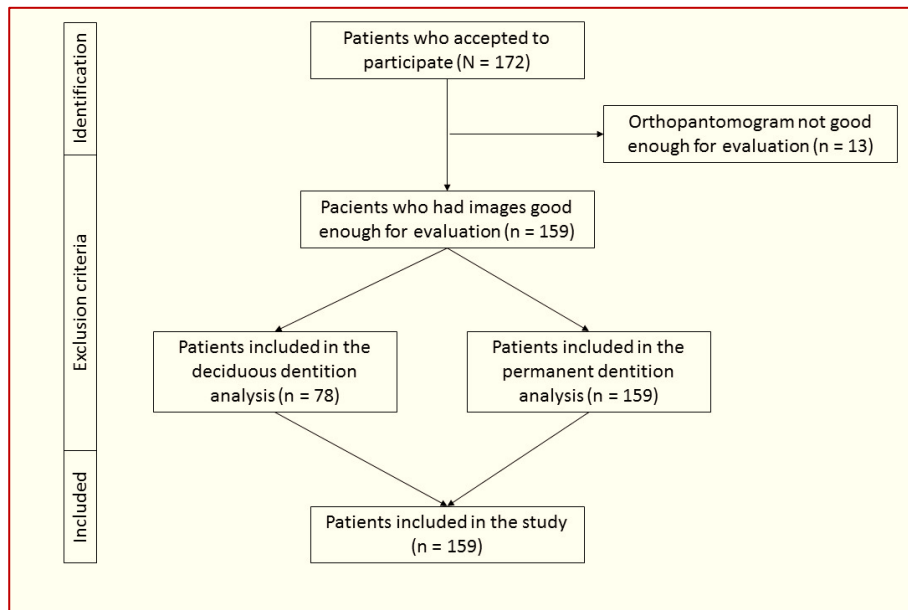 Identification
Patients who accepted to
participate (N = 172)
Orthopantomogram not good
enough for evaluation (n = 13)
Exclusion criteria
Pacients who had images good
enough for evaluation (n = 159)
Patients included in the
deciduous dentition
analysis (n = 78)
Patients included in the
permanent dentition
analysis (n = 159)
Included
Patients included in the study
(n = 159)